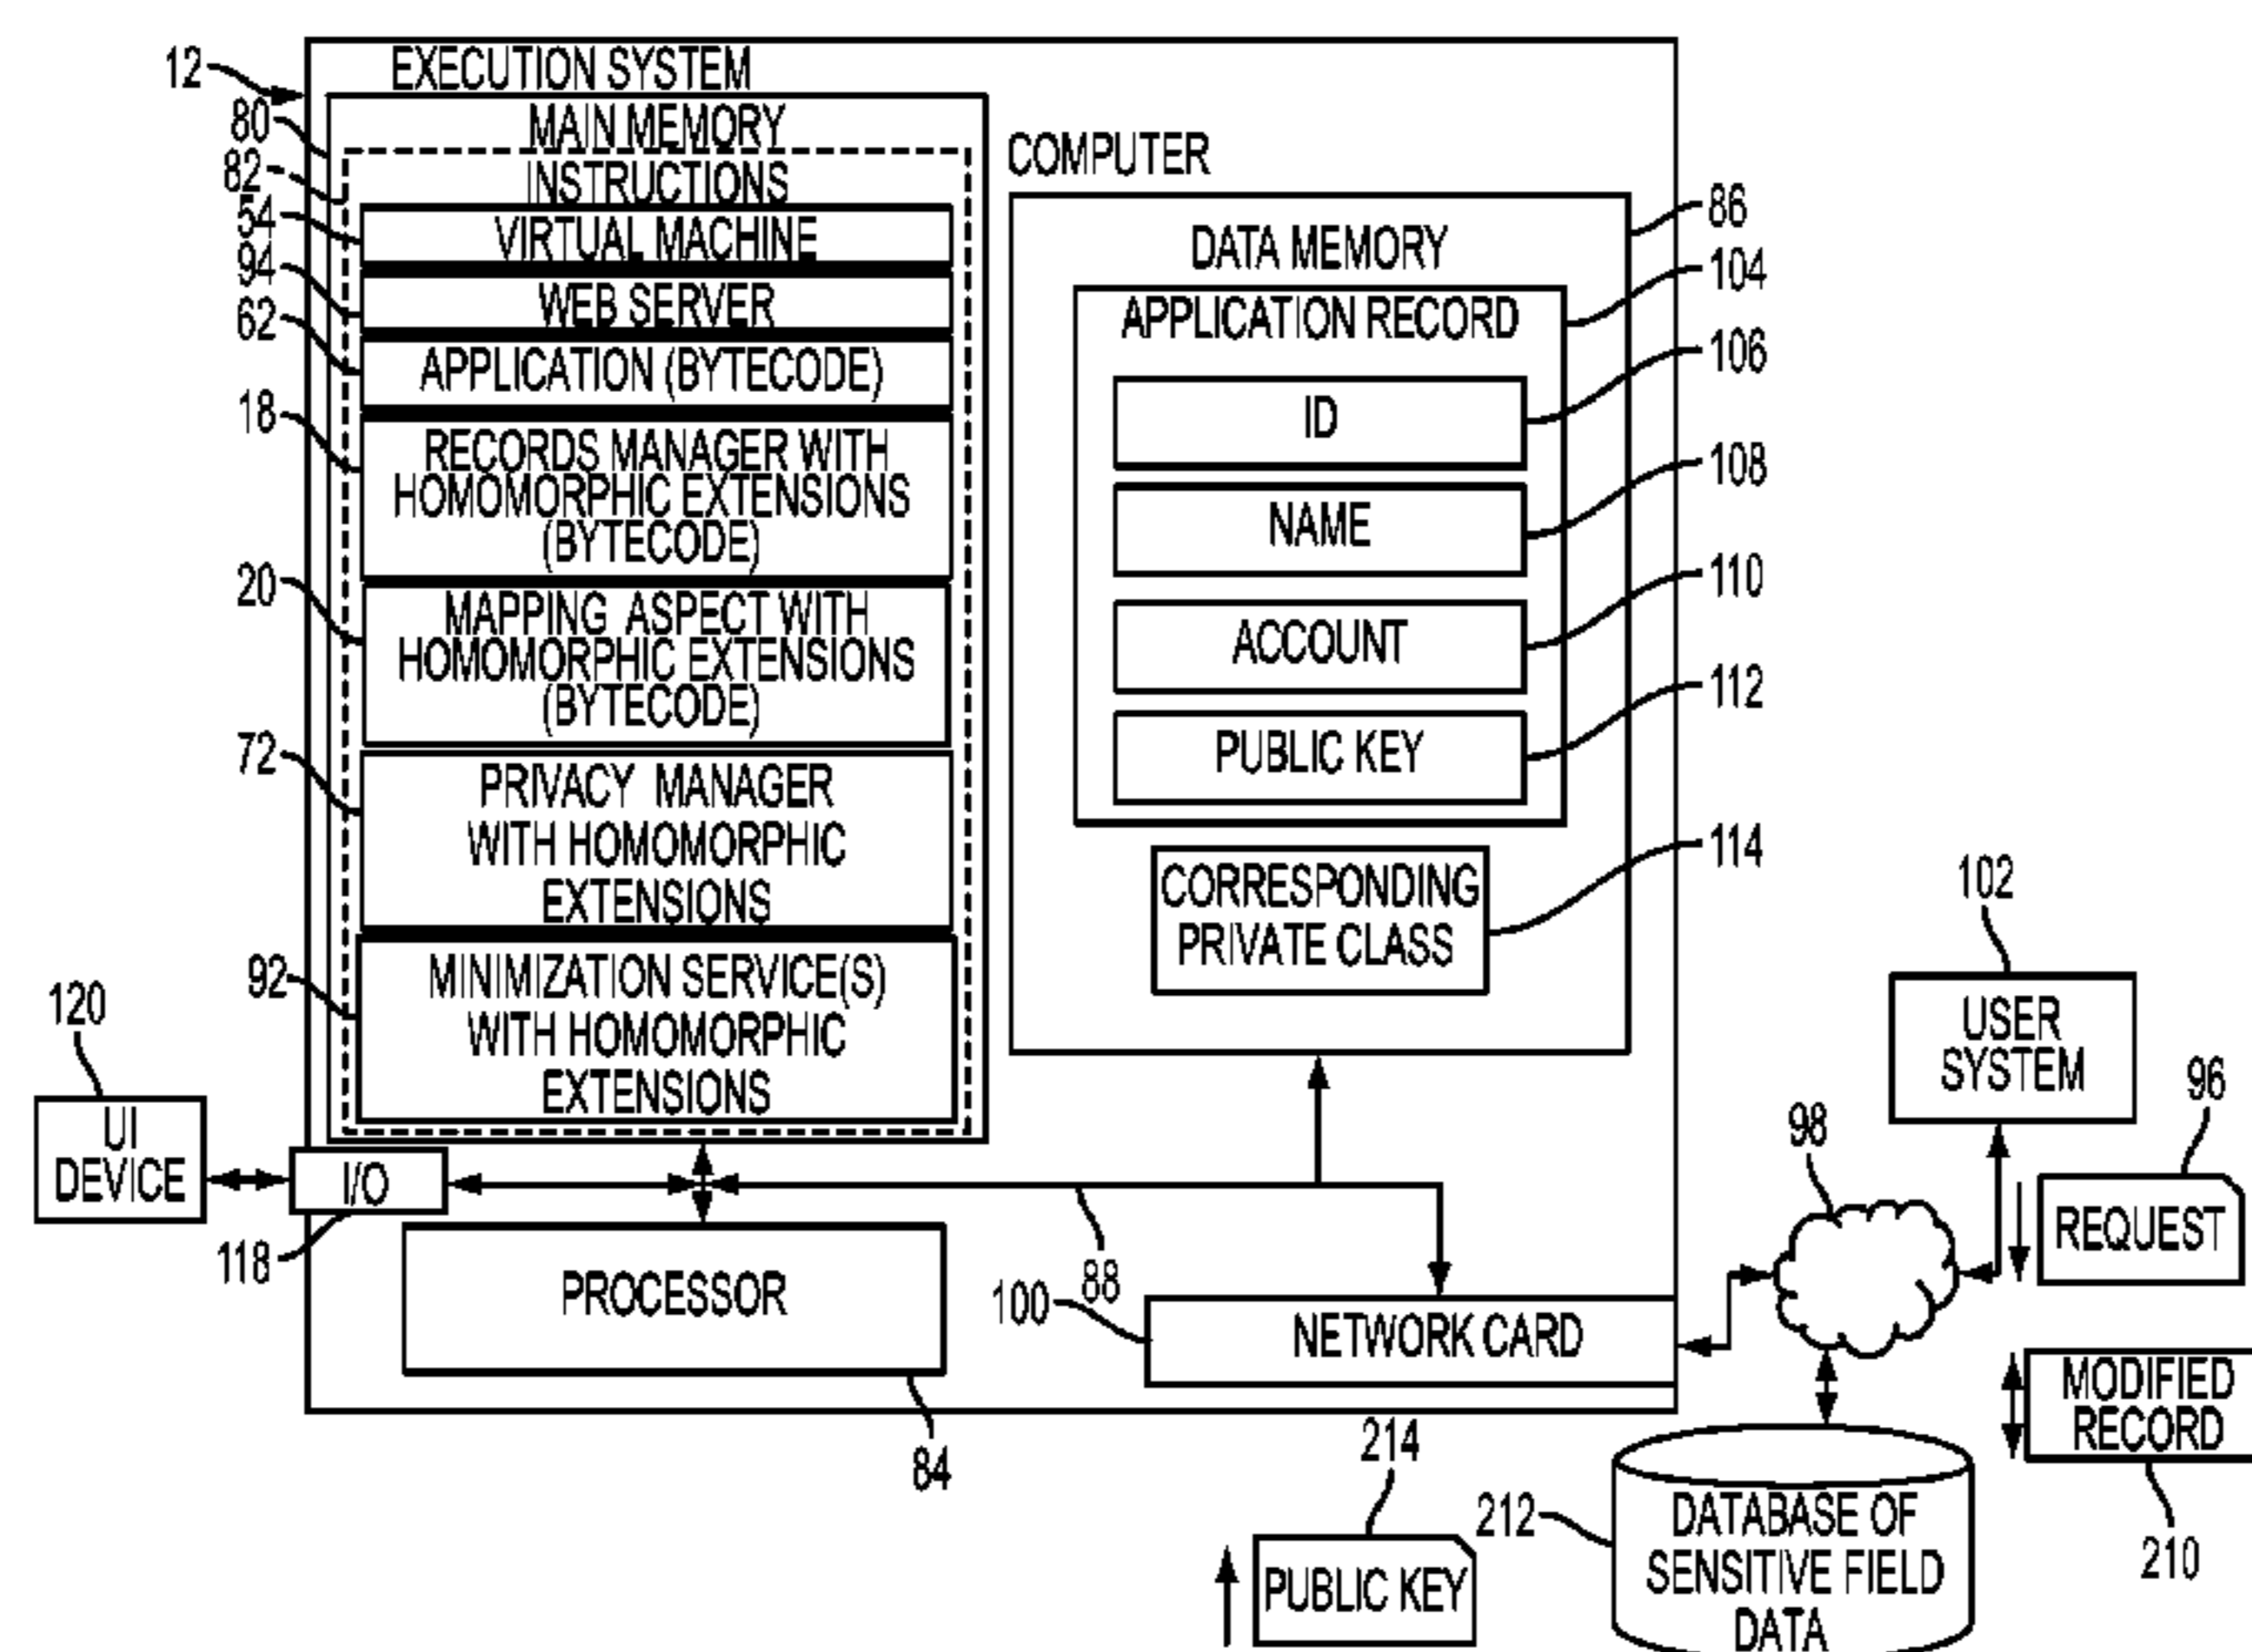 12
EXECUTION SYSTEM
80
MAIN MEMORY
82
INSTRUCTIONS
54
VIRTUAL MACHINE
94
WEB SERVER
62
APPLICATION (BYTECODE)
18
RECORDS MANAGER WITH
HOMOMORPHIC EXTENSIONS
(BYTECODE)
20
MAPPING ASPECT WITH
HOMOMORPHIC EXTENSIONS
(BYTECODE)
72
PRIVACY MANAGER
WITH HOMOMORPHIC
EXTENSIONS
92
MINIMIZATION SERVICE(S)
WITH HOMOMORPHIC
EXTENSIONS
COMPUTER
86
DATA MEMORY
104
APPLICATION RECORD
106
ID
108
NAME
110
ACCOUNT
112
PUBLIC KEY
114
CORRESPONDING
PRIVATE CLASS
120
UI
DEVICE
I/O
118
PROCESSOR
84
88
100
NETWORK CARD
98
102
USER
SYSTEM
96
REQUEST
MODIFIED
RECORD
210
214
PUBLIC KEY
212
DATABASE OF
SENSITIVE FIELD
DATA